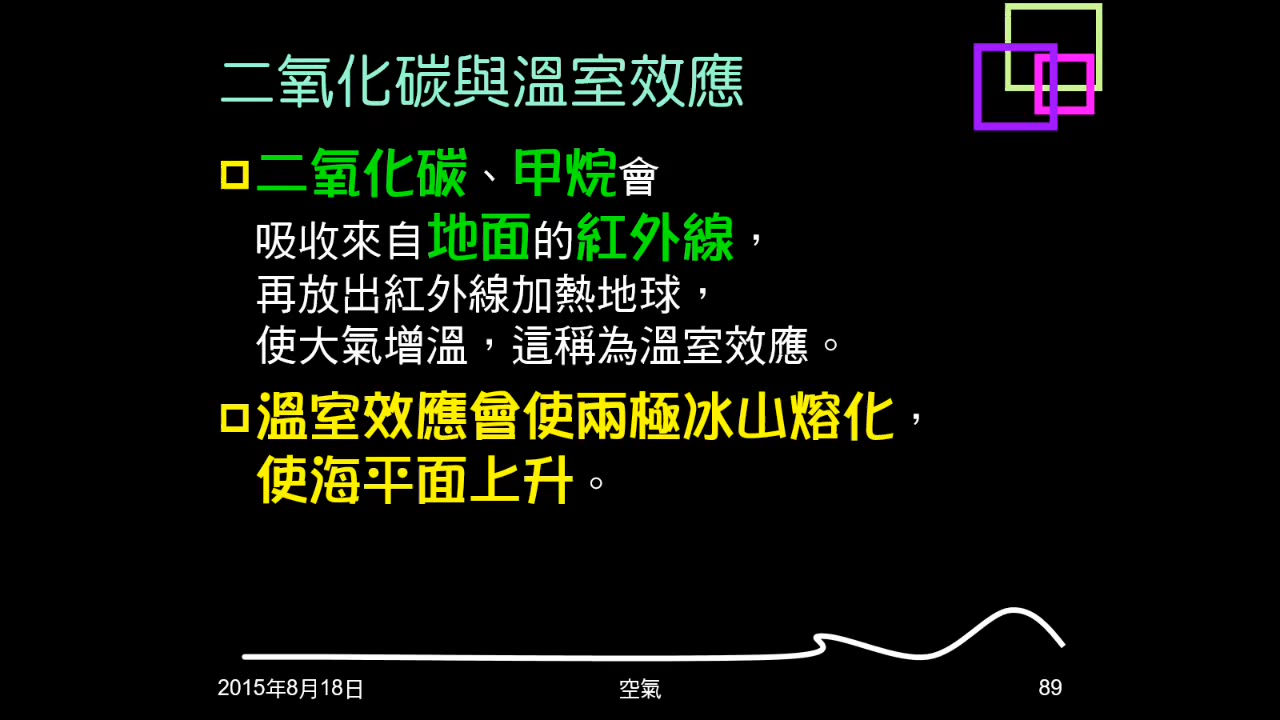 二氧化碳與溫室效應
二氧化碳、甲烷會
吸收來自地面的紅外線，
再放出紅外線加熱地球，
使大氣增溫，這稱為溫室效應。
溫室效應會使兩極冰山熔化，
使海平面上升。
2015年8月18日
空氣
89